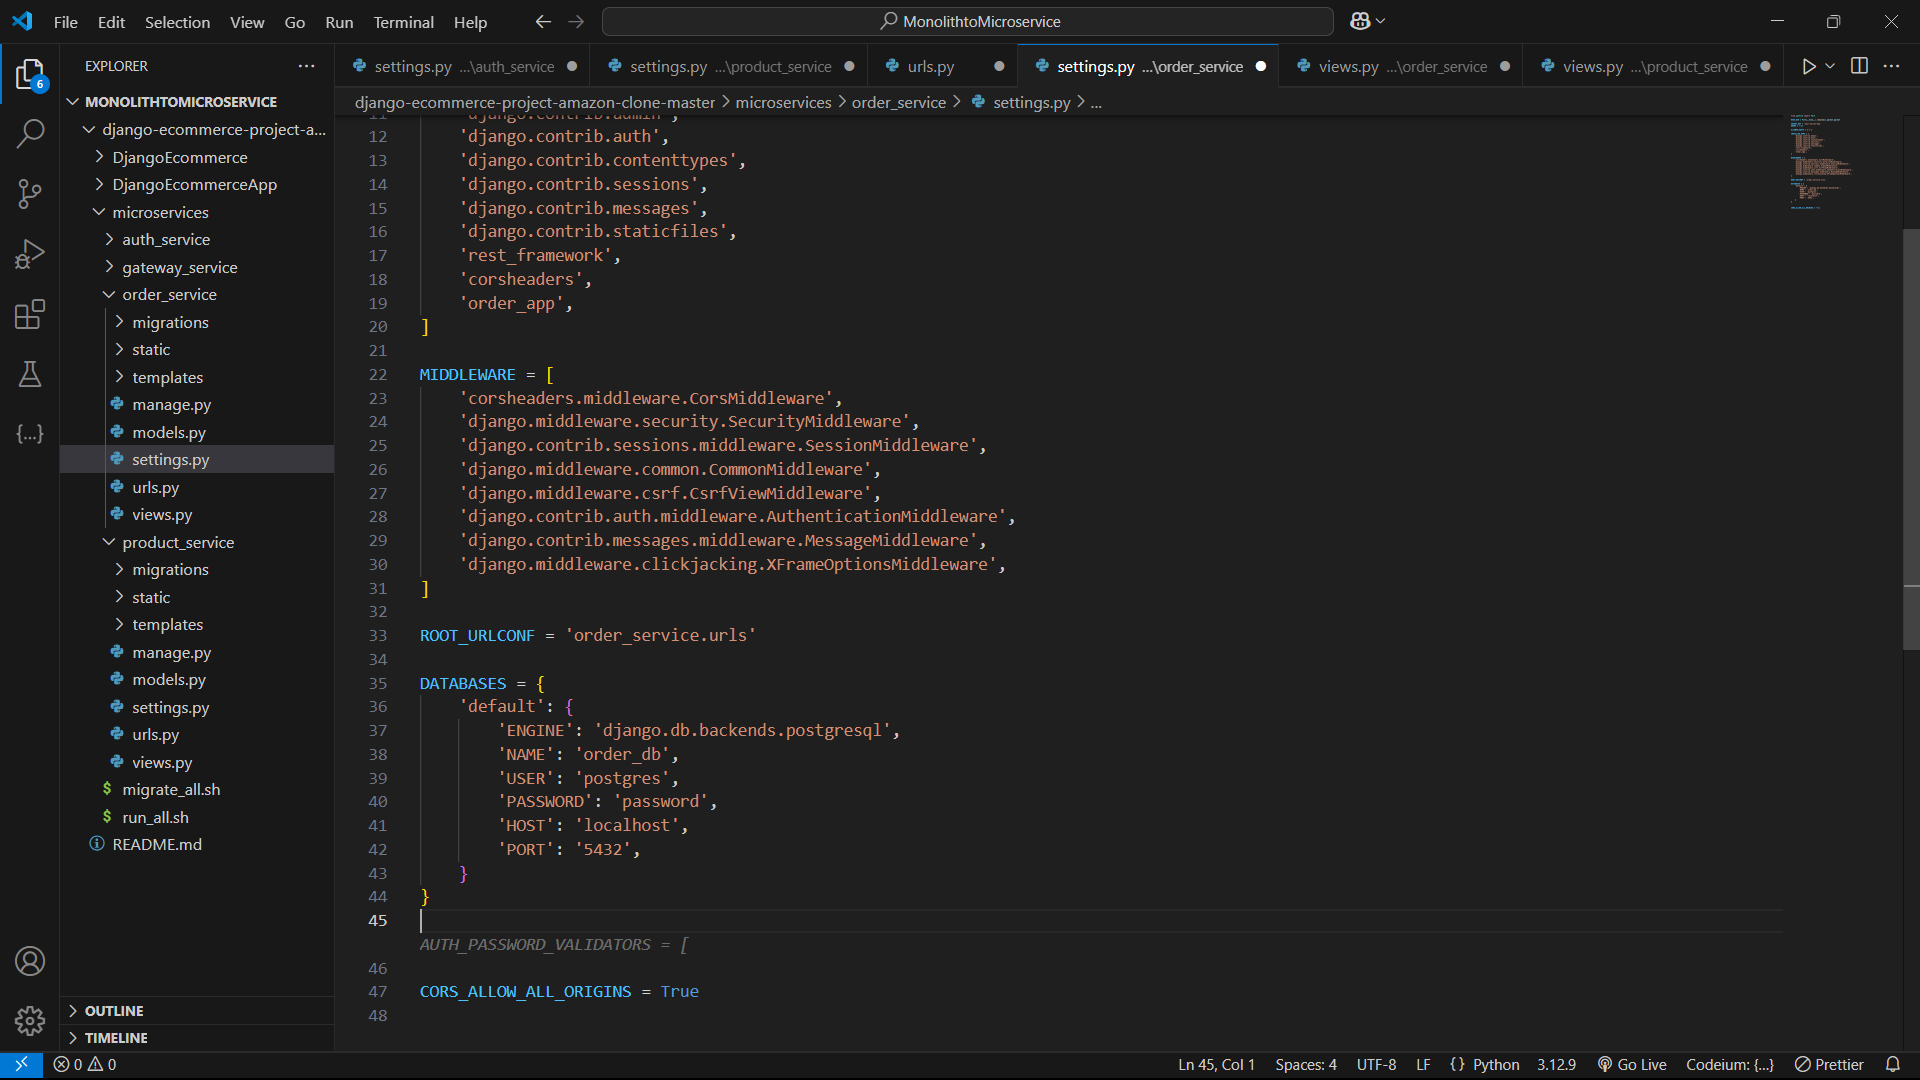 File Edit Selection View Go Run Terminal Help
MonolithtoMicroservice
EXPLORER
settings.py ...\auth_service
settings.py ...\product_service
urls.py
settings.py ...\order_service
views.py ...\order_service
views.py ...\product_service
6
MONOLITHTOMICROSERVICE
django-ecommerce-project-a...
DjangoEcommerce
DjangoEcommerceApp
microservices
auth_service
gateway_service
order_service
migrations
static
templates
manage.py
models.py
settings.py
urls.py
views.py
product_service
migrations
static
templates
manage.py
models.py
settings.py
urls.py
views.py
$ migrate_all.sh
$ run_all.sh
README.md
OUTLINE
TIMELINE
django-ecommerce-project-amazon-clone-master > microservices > order_service > settings.py > ...
11 'django.contrib.admin',
12 'django.contrib.auth',
13 'django.contrib.contenttypes',
14 'django.contrib.sessions',
15 'django.contrib.messages',
16 'django.contrib.staticfiles',
17 'rest_framework',
18 'corsheaders',
19 'order_app',
20 ]
21
22 MIDDLEWARE = [
23 'corsheaders.middleware.CorsMiddleware',
24 'django.middleware.security.SecurityMiddleware',
25 'django.contrib.sessions.middleware.SessionMiddleware',
26 'django.middleware.common.CommonMiddleware',
27 'django.middleware.csrf.CsrfViewMiddleware',
28 'django.contrib.auth.middleware.AuthenticationMiddleware',
29 'django.contrib.messages.middleware.MessageMiddleware',
30 'django.middleware.clickjacking.XFrameOptionsMiddleware',
31 ]
32
33 ROOT_URLCONF = 'order_service.urls'
34
35 DATABASES = {
36 'default': {
37 'ENGINE': 'django.db.backends.postgresql',
38 'NAME': 'order_db',
39 'USER': 'postgres',
40 'PASSWORD': 'password',
41 'HOST': 'localhost',
42 'PORT': '5432',
43 }
44 }
45
AUTH_PASSWORD_VALIDATORS = [
46
47 CORS_ALLOW_ALL_ORIGINS = True
48
0 0
Ln 45, Col 1
Spaces: 4
UTF-8
LF
{} Python
3.12.9
Go Live
Codeium: {...}
Prettier